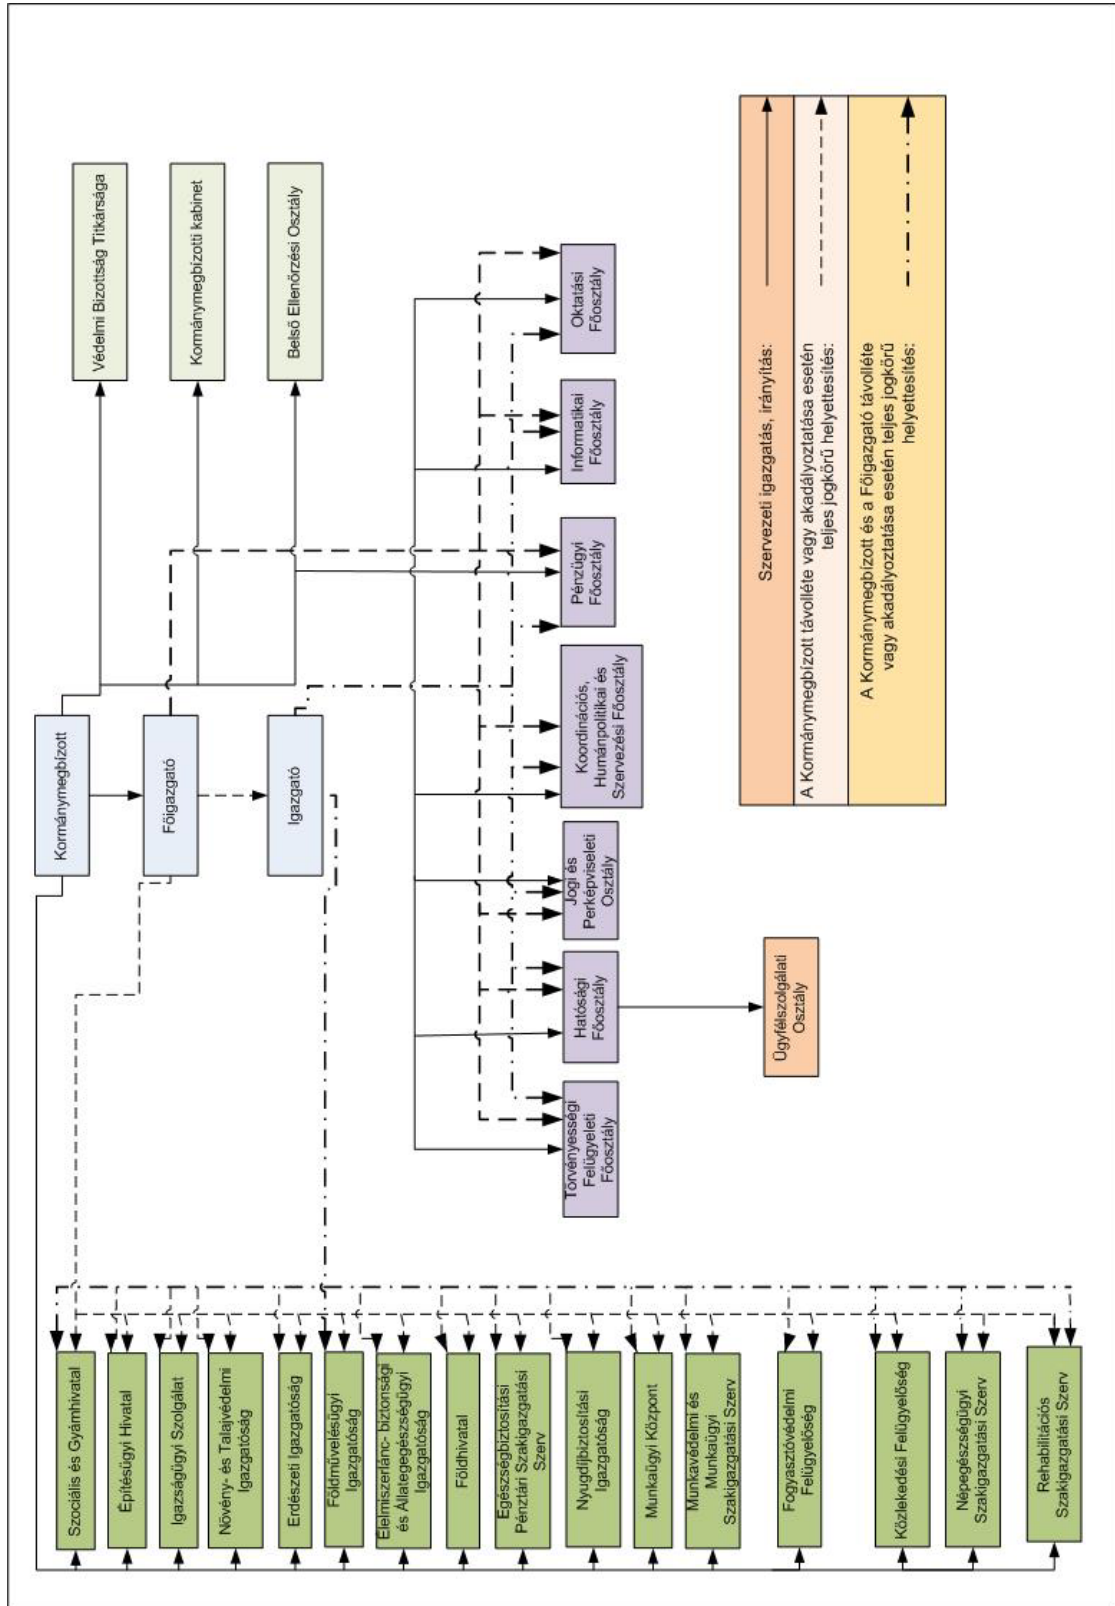 Kormánymegbízott
Főigazgató
Igazgató
Védelmi Bizottság Titkársága
Kormánymegbízotti kabinet
Belső Ellenőrzési Osztály
Törvényességi
Felügyeleti
Főosztály
Hatósági
Főosztály
Jogi és
Perképviseleti
Osztály
Koordinációs,
Humánpolitikai és
Szervezési Főosztály
Pénzügyi
Főosztály
Informatikai
Főosztály
Oktatási
Főosztály
Ügyfélszolgálati
Osztály
Szociális és Gyámhivatal
Építésügyi Hivatal
Igazságügyi Szolgálat
Növény- és Talajvédelmi
Igazgatóság
Erdészeti Igazgatóság
Földművelésügyi
Igazgatóság
Élelmiszerlánc- biztonsági
és Állategegészségügyi
Igazgatóság
Földhivatal
Egészségbiztosítási
Pénztári Szakigazgatási
Szerv
Nyugdíjbiztosítási
Igazgatóság
Munkaügyi Központ
Munkavédelmi és
Munkaügyi
Szakigazgatási Szerv
Fogyasztóvédelmi
Felügyelőség
Közlekedési Felügyelőség
Népegészségügyi
Szakigazgatási Szerv
Rehabilitációs
Szakigazgatási Szerv
Szervezeti igazgatás, irányítás:
A Kormánymegbízott távolléte vagy akadályoztatása esetén
teljes jogkörű helyettesítés:
A Kormánymegbízott és a Főigazgató távolléte
vagy akadályoztatása esetén teljes jogkörű
helyettesítés: